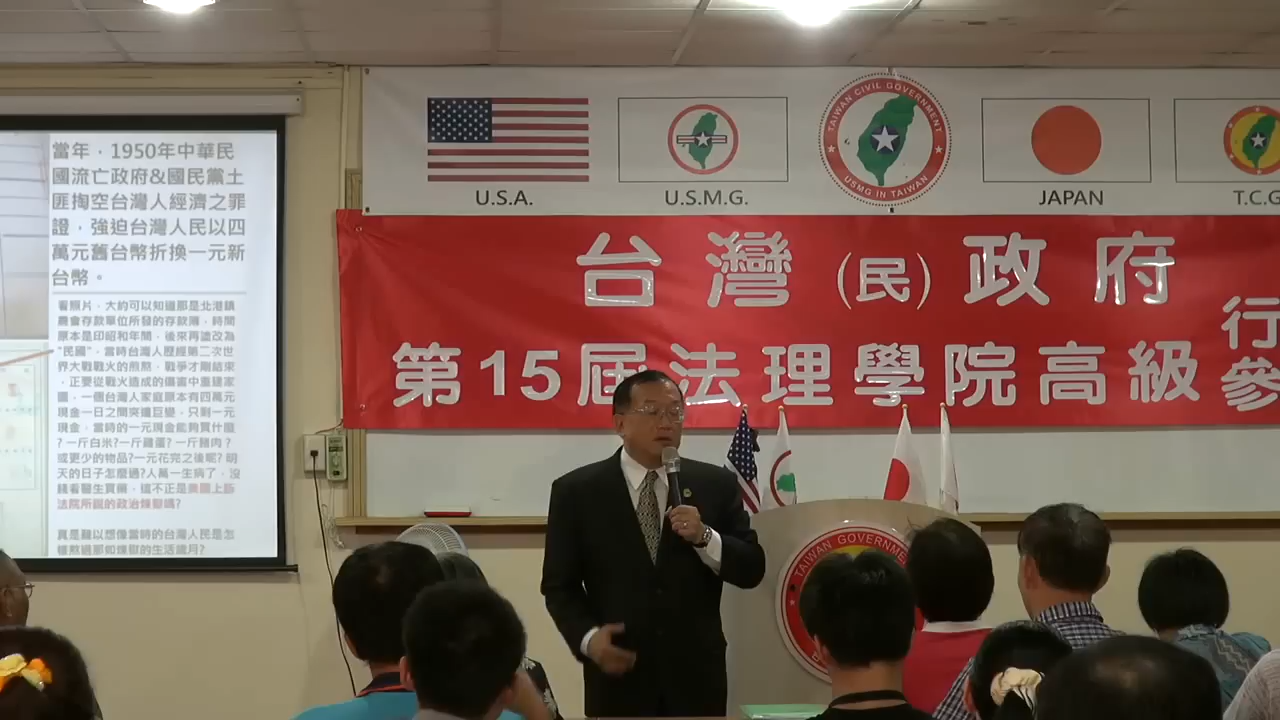 當年，1950年中華民
國流亡政府&國民黨土
匪掏空台灣人經濟之罪
證，強迫台灣人民以四
萬元舊台幣折換一元新
台幣。
看照片，大約可以知道那是北港鎮
農會存款單位所發的存款簿，時間
原本是印昭和年間，後來再塗改為
"民國"，當時台灣人歷經第二次世
界大戰戰火的煎熬，戰爭才剛結束
，正要從戰火造成的傷害中重建家
園，一個台灣人家庭原本有四萬元
現金一日之間突遭巨變，只剩一元
現金，當時的一元現金能夠買什麼
？一斤白米?一斤雞蛋? 一斤豬肉？
或更少的物品?一元花完之後呢? 明
天的日子怎麼過?人萬一生病了，沒
錢看醫生買藥，這不正是美國上訴
法院所謂的政治煉獄嗎?
真是難以想像當時的台灣人民是怎
樣熬過那如煉獄的生活歲月?
U.S.A.
U.S.M.G.
TAIWAN CIVIL GOVERNMENT
USMG IN TAIWAN
JAPAN
T.C.G
台灣(民)政府
第15屆法理學院高級
行
參
TAIWAN GOVERNMENT